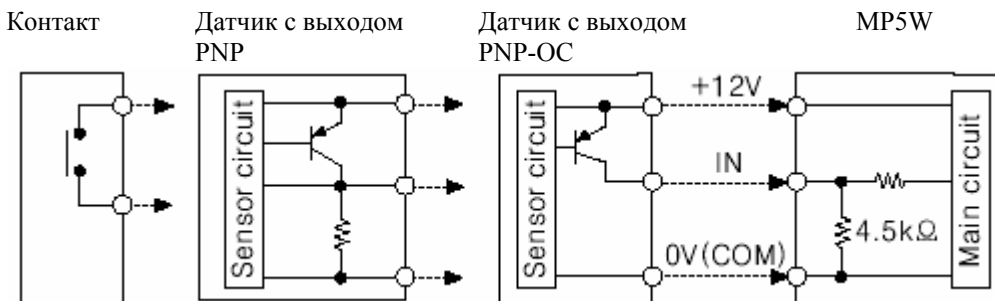 Контакт
Датчик с выходом
PNP
Датчик с выходом
PNP-OC
MP5W
Sensor circuit
Sensor circuit
+12V
IN
0V(COM)
4.5kΩ
Main circuit